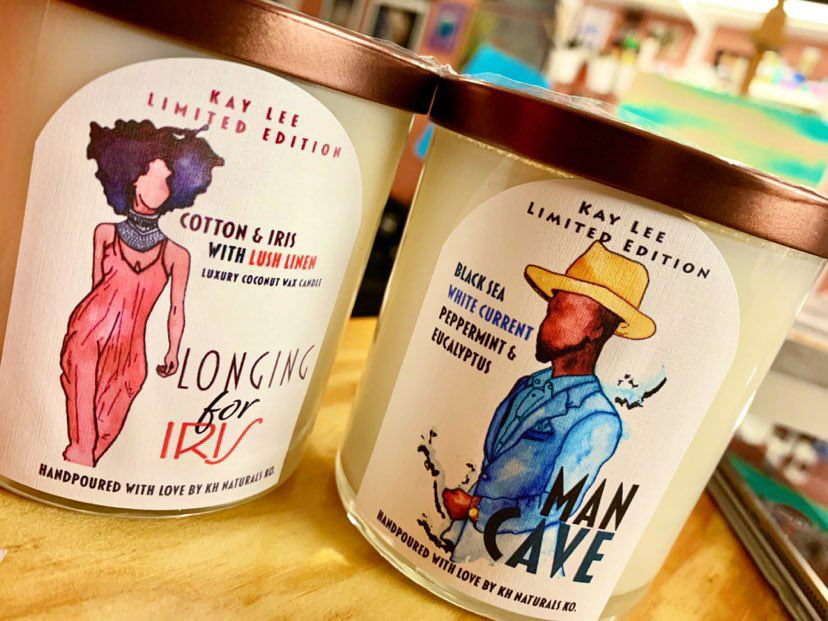 KAY LEE
LIMITED EDITION
COTTON & IRIS
WITH LUSH LINEN
LUXURY COCONUT WAX CANDLE
LONGING
for
IRIS
HANDPOURED WITH LOVE BY KH NATURALS KO.
KAY LEE
LIMITED EDITION
BLACK SEA
WHITE CURRENT
PEPPERMINT &
EUCALYPTUS
MAN
CAVE
HANDPOURED WITH LOVE BY KH NATURALS KO.